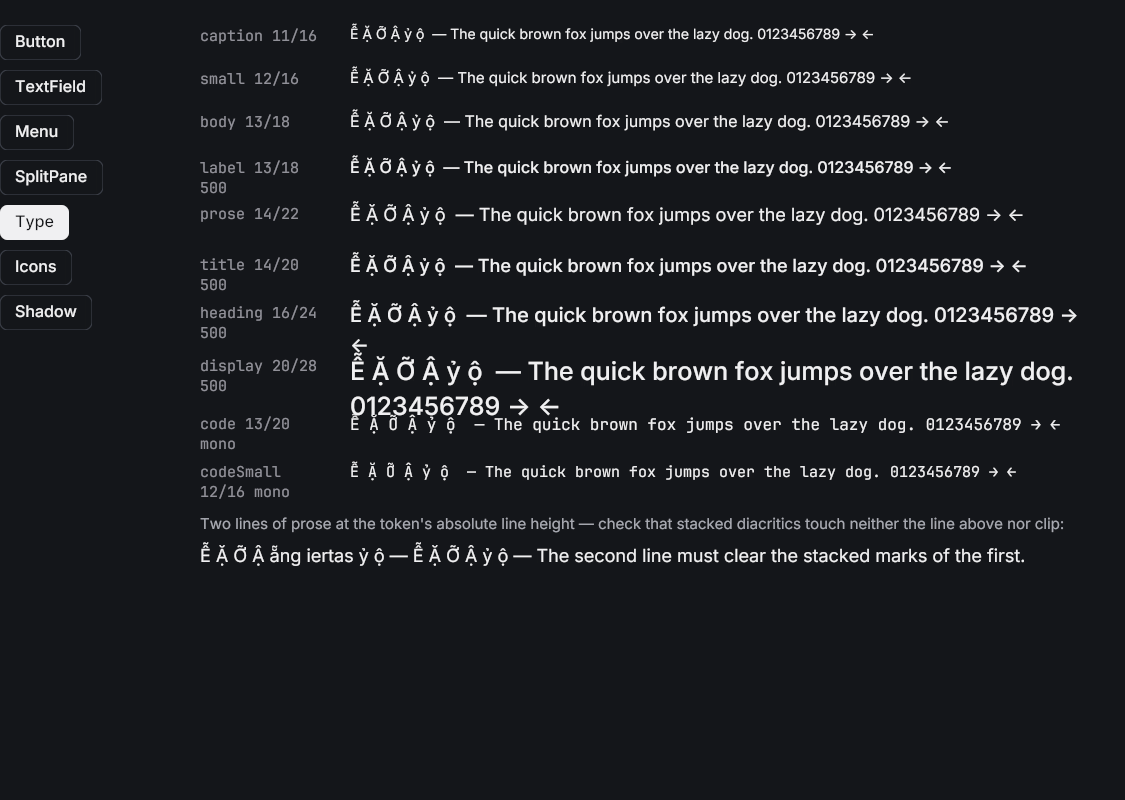 Button
TextField
Menu
SplitPane
Type
Icons
Shadow
caption 11/16
Ễ Ặ Ỡ Ậ ỷ ộ — The quick brown fox jumps over the lazy dog. 0123456789 → ←
small 12/16
Ễ Ặ Ỡ Ậ ỷ ộ — The quick brown fox jumps over the lazy dog. 0123456789 → ←
body 13/18
Ễ Ặ Ỡ Ậ ỷ ộ — The quick brown fox jumps over the lazy dog. 0123456789 → ←
label 13/18
500
Ễ Ặ Ỡ Ậ ỷ ộ — The quick brown fox jumps over the lazy dog. 0123456789 → ←
prose 14/22
Ễ Ặ Ỡ Ậ ỷ ộ — The quick brown fox jumps over the lazy dog. 0123456789 → ←
title 14/20
500
Ễ Ặ Ỡ Ậ ỷ ộ — The quick brown fox jumps over the lazy dog. 0123456789 → ←
heading 16/24
500
Ễ Ặ Ỡ Ậ ỷ ộ — The quick brown fox jumps over the lazy dog. 0123456789 →
←
display 20/28
500
Ễ Ặ Ỡ Ậ ỷ ộ — The quick brown fox jumps over the lazy dog.
0123456789 → ←
code 13/20
mono
Ễ Ặ Ỡ Ậ ỷ ộ — The quick brown fox jumps over the lazy dog. 0123456789 → ←
codeSmall
12/16 mono
Ễ Ặ Ỡ Ậ ỷ ộ — The quick brown fox jumps over the lazy dog. 0123456789 → ←
Two lines of prose at the token's absolute line height — check that stacked diacritics touch neither the line above nor clip:
Ễ Ặ Ỡ Ậ ẵng iertas ỷ ộ — Ễ Ặ Ỡ Ậ ỷ ộ — The second line must clear the stacked marks of the first.